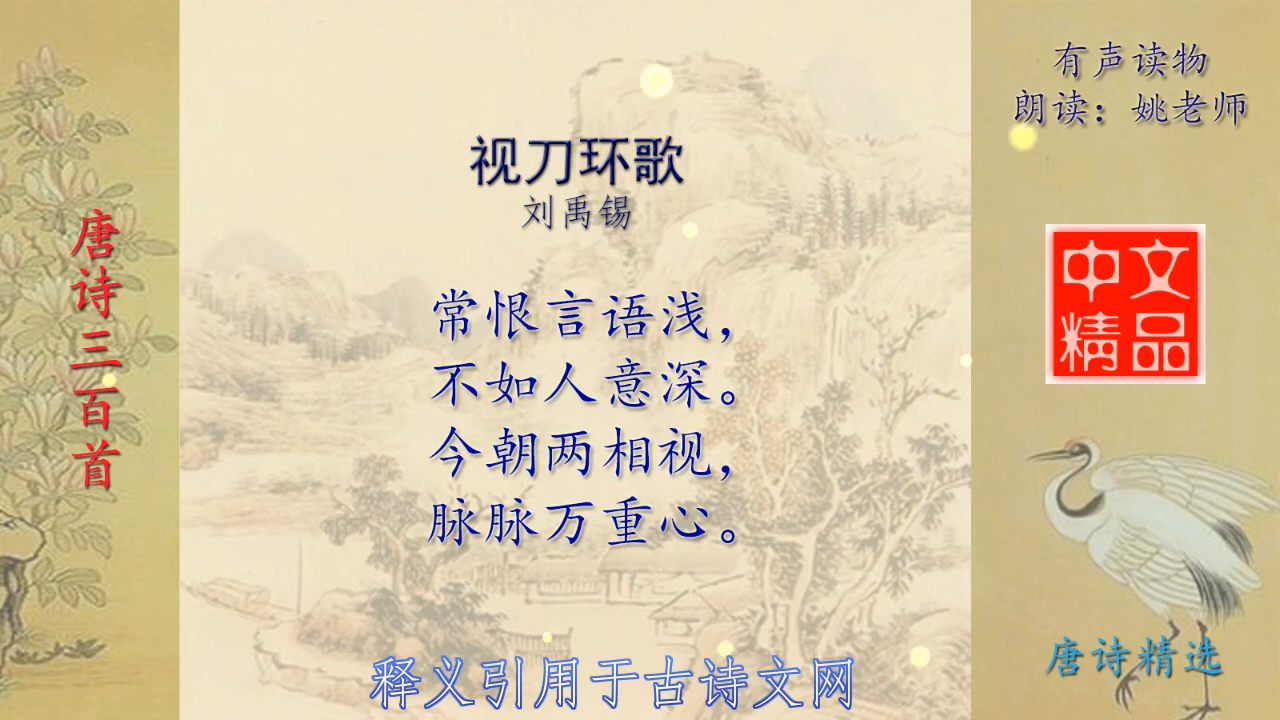 唐诗三百首
视刀环歌
刘禹锡
常恨言语浅，
不如人意深。
今朝两相视，
脉脉万重心。
释义引用于古诗文网
有声读物
朗读：姚老师
中文
精品
唐诗精选